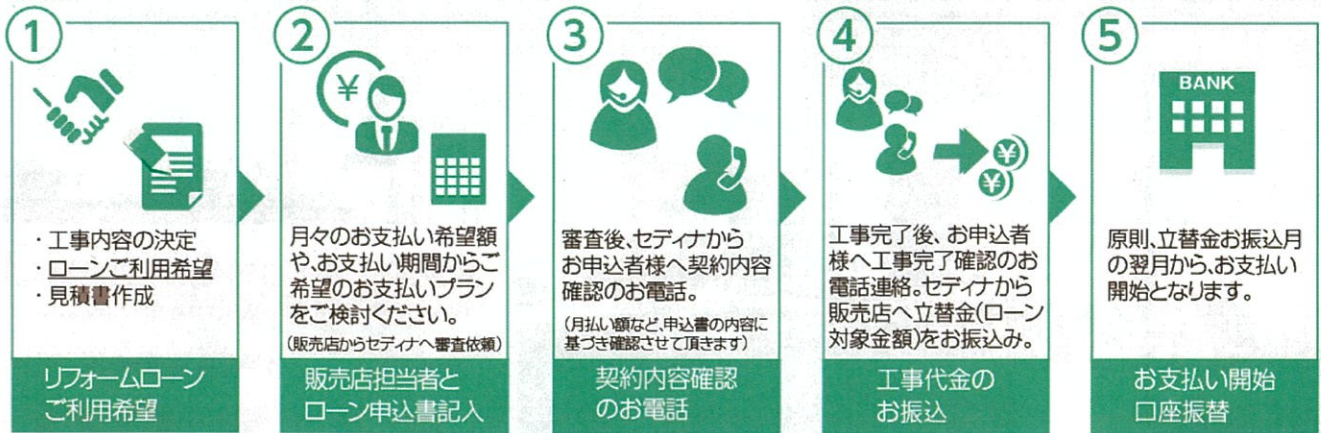 1
・工事内容の決定
・ローンご利用希望
・見積書作成
リフォームローン
ご利用希望
2
¥
月々のお支払い希望額
や、お支払い期間からご
希望のお支払いプラン
をご検討ください。
(販売店からセディナへ審査依頼)
販売店担当者と
ローン申込書記入
3
審査後、セディナから
お申込者様へ契約内容
確認のお電話。
(月払い額など、申込書の内容に
基づき確認させて頂きます)
契約内容確認
のお電話
4
¥
¥
工事完了後、お申込者
様へ工事完了確認のお
電話連絡。セディナから
販売店へ立替金(ローン
対象金額)をお振込み。
工事代金の
お振込
5
BANK
原則、立替金お振込月
の翌月から、お支払い
開始となります。
お支払い開始
口座振替